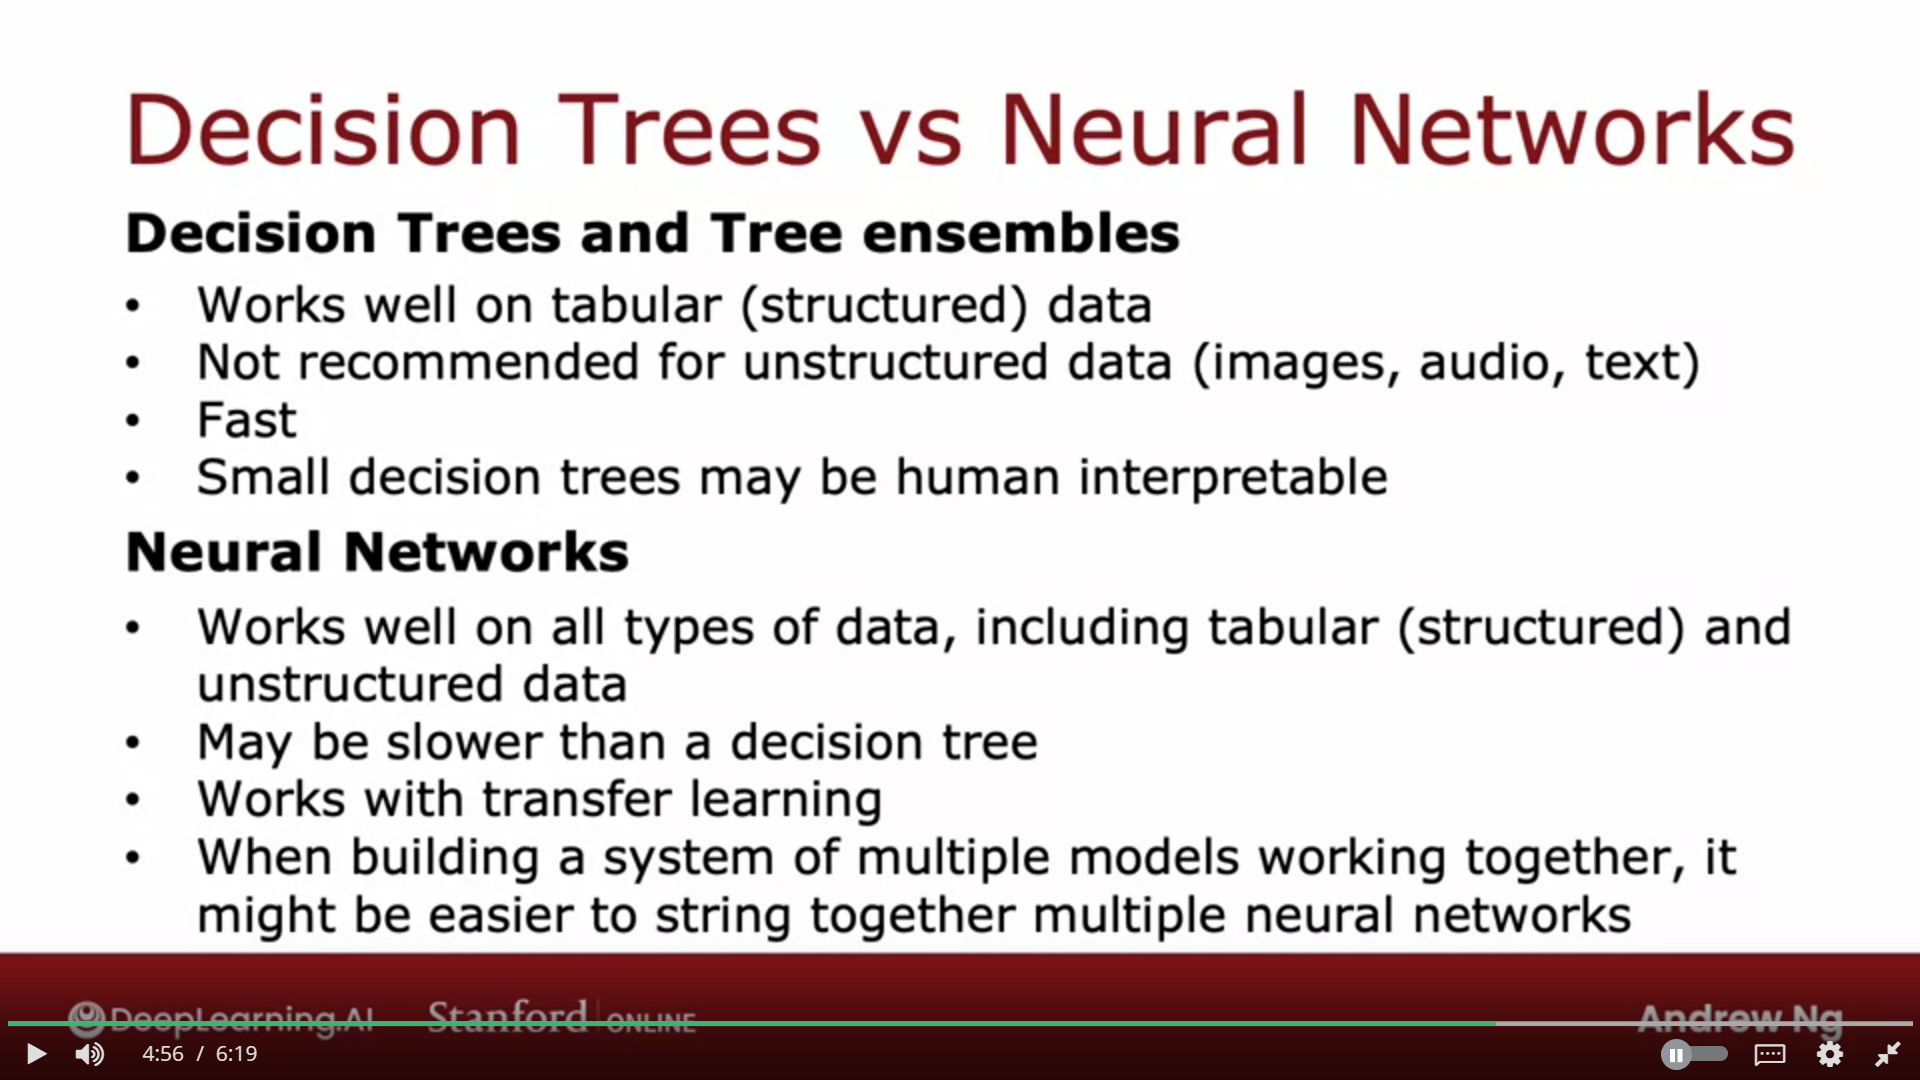 Decision Trees vs Neural Networks
Decision Trees and Tree ensembles
• Works well on tabular (structured) data
• Not recommended for unstructured data (images, audio, text)
• Fast
• Small decision trees may be human interpretable
Neural Networks
• Works well on all types of data, including tabular (structured) and
unstructured data
• May be slower than a decision tree
• Works with transfer learning
• When building a system of multiple models working together, it
might be easier to string together multiple neural networks
DeepLearning.AI Stanford ONLINE Andrew Ng
4:56 / 6:19